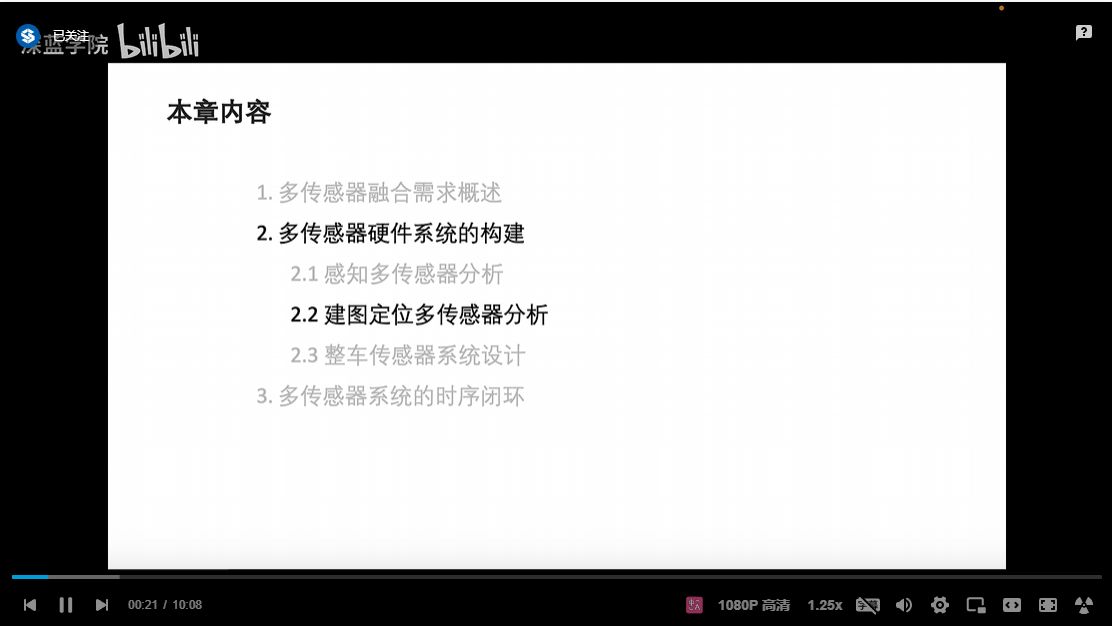 已关注
深蓝学院 bilibili
本章内容
1. 多传感器融合需求概述
2. 多传感器硬件系统的构建
2.1 感知多传感器分析
2.2 建图定位多传感器分析
2.3 整车传感器系统设计
3. 多传感器系统的时序闭环
00:21 / 10:08
1080P 高清
1.25x